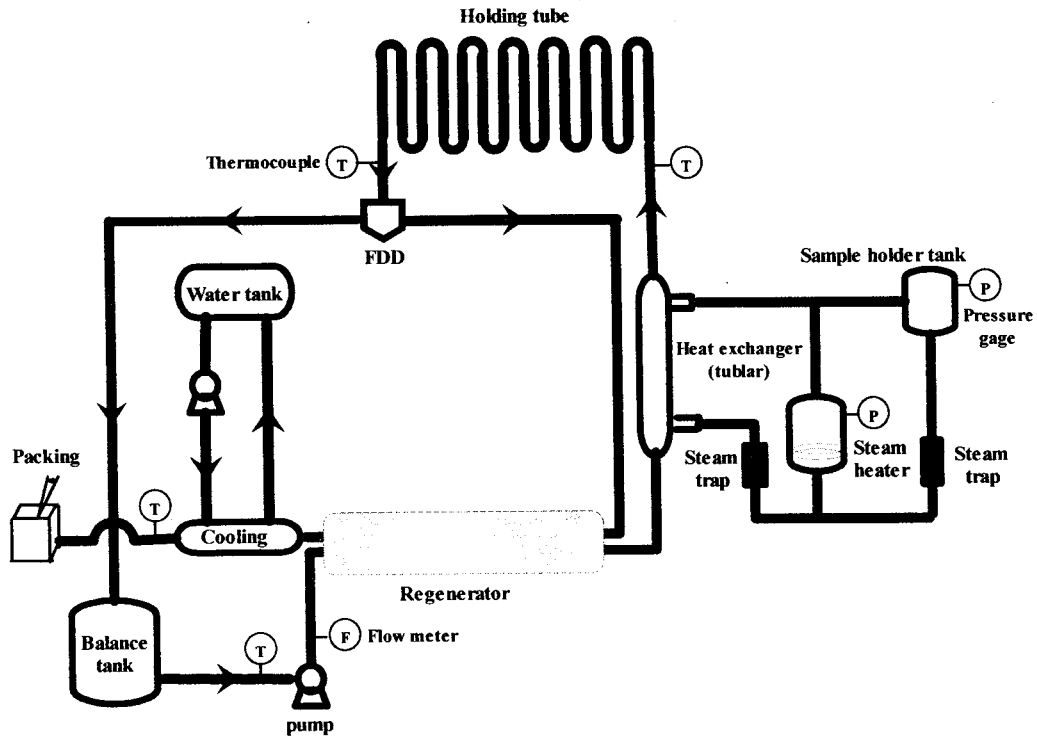 Holding tube
Thermocouple
T
T
FDD
Water tank
Sample holder tank
P
Pressure
gage
Heat exchanger
(tublar)
P
Steam
trap
Steam
heater
Steam
trap
Packing
T
Cooling
Regenerator
F
Flow meter
Balance
tank
T
pump